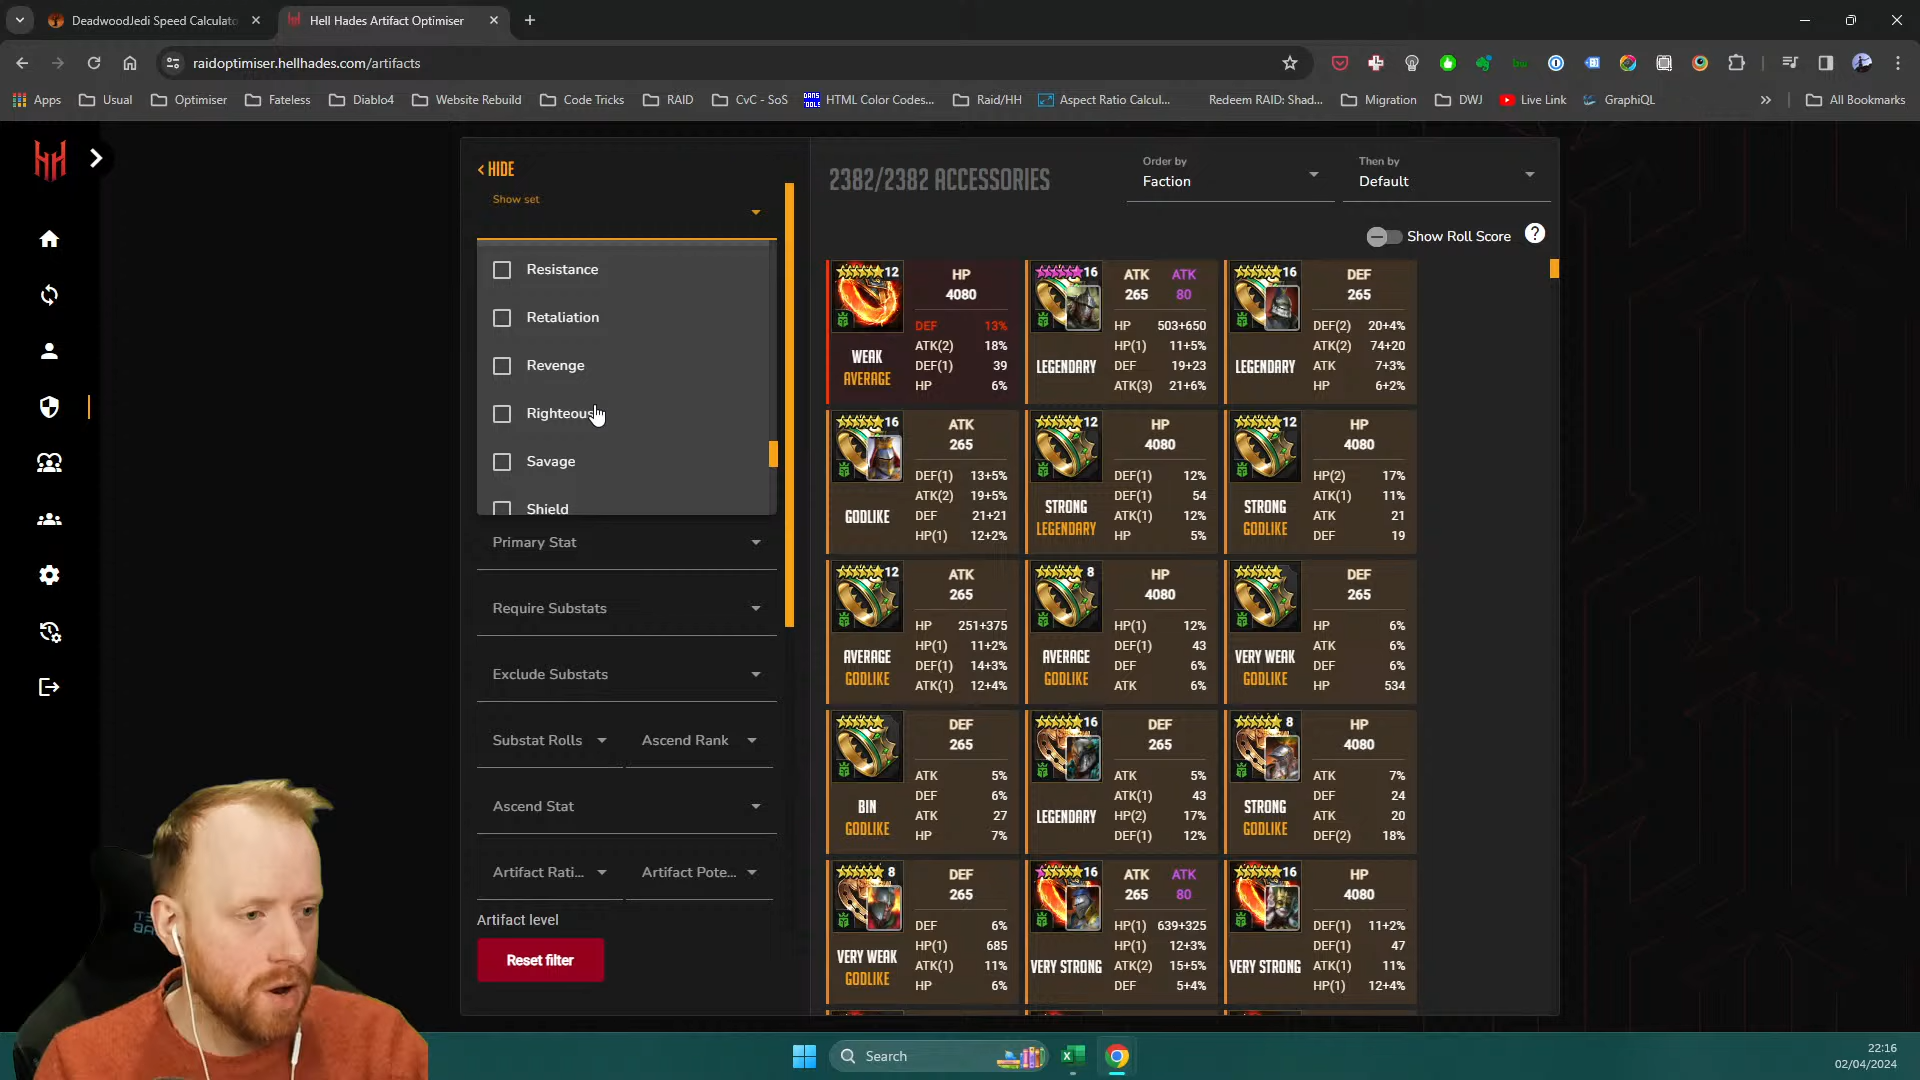 DeadwoodJedi Speed Calculato
Hell Hades Artifact Optimiser
raidoptimiser.hellhades.com/artifacts
Apps
Usual
Optimiser
Fateless
Diablo4
Website Rebuild
Code Tricks
RAID
CvC - SoS
HTML Color Codes...
Raid/HH
Aspect Ratio Calcul...
Redeem RAID: Shad...
Migration
DWJ
Live Link
GraphiQL
All Bookmarks
HIDE
Show set
Resistance
Retaliation
Revenge
Righteous
Savage
Shield
Primary Stat
Require Substats
Exclude Substats
Substat Rolls
Ascend Rank
Ascend Stat
Artifact Rati...
Artifact Pote...
Artifact level
Reset filter
2382/2382 ACCESSORIES
Order by
Faction
Then by
Default
Show Roll Score
?
12
HP
4080
WEAK
AVERAGE
DEF 13%
ATK(2) 18%
DEF(1) 39
HP 6%
16
ATK ATK
265 80
LEGENDARY
HP 503+650
HP(1) 11+5%
DEF 19+23
ATK(3) 21+6%
16
DEF
265
LEGENDARY
DEF(2) 20+4%
ATK(2) 74+20
ATK 7+3%
HP 6+2%
16
ATK
265
GODLIKE
DEF(1) 13+5%
ATK(2) 19+5%
DEF 21+21
HP(1) 12+2%
12
HP
4080
STRONG
LEGENDARY
DEF(1) 12%
DEF(1) 54
ATK(1) 12%
HP 5%
12
HP
4080
STRONG
GODLIKE
HP(2) 17%
ATK(1) 11%
ATK 21
DEF 19
12
ATK
265
AVERAGE
GODLIKE
HP 251+375
HP(1) 11+2%
DEF(1) 14+3%
ATK(1) 12+4%
8
HP
4080
AVERAGE
GODLIKE
HP(1) 12%
DEF(1) 43
DEF 6%
ATK 6%
DEF
265
VERY WEAK
GODLIKE
HP 6%
ATK 6%
DEF 6%
HP 534
DEF
265
BIN
GODLIKE
ATK 5%
DEF 6%
ATK 27
HP 7%
16
DEF
265
LEGENDARY
ATK 5%
ATK(1) 43
HP(2) 17%
DEF(1) 12%
8
HP
4080
STRONG
GODLIKE
ATK 7%
DEF 24
ATK 20
DEF(2) 18%
8
DEF
265
VERY WEAK
GODLIKE
DEF 6%
HP(1) 685
ATK(1) 11%
HP 6%
16
ATK ATK
265 80
VERY STRONG
HP(1) 639+325
HP(1) 12+3%
ATK(2) 15+5%
DEF 5+4%
16
HP
4080
VERY STRONG
DEF(1) 11+2%
DEF(1) 47
ATK(1) 11%
HP(1) 12+4%
Search
22:16
02/04/2024